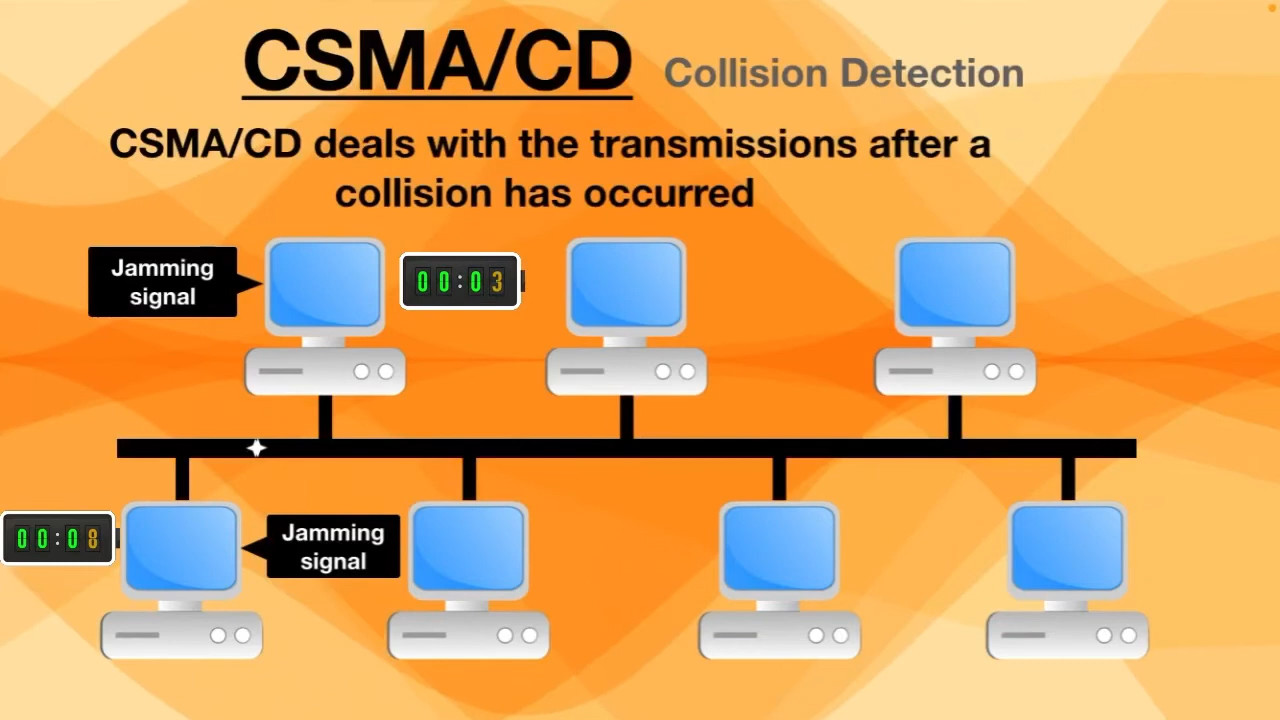 CSMA/CD Collision Detection
CSMA/CD deals with the transmissions after a
collision has occurred
Jamming
signal
00:03
00:08
Jamming
signal